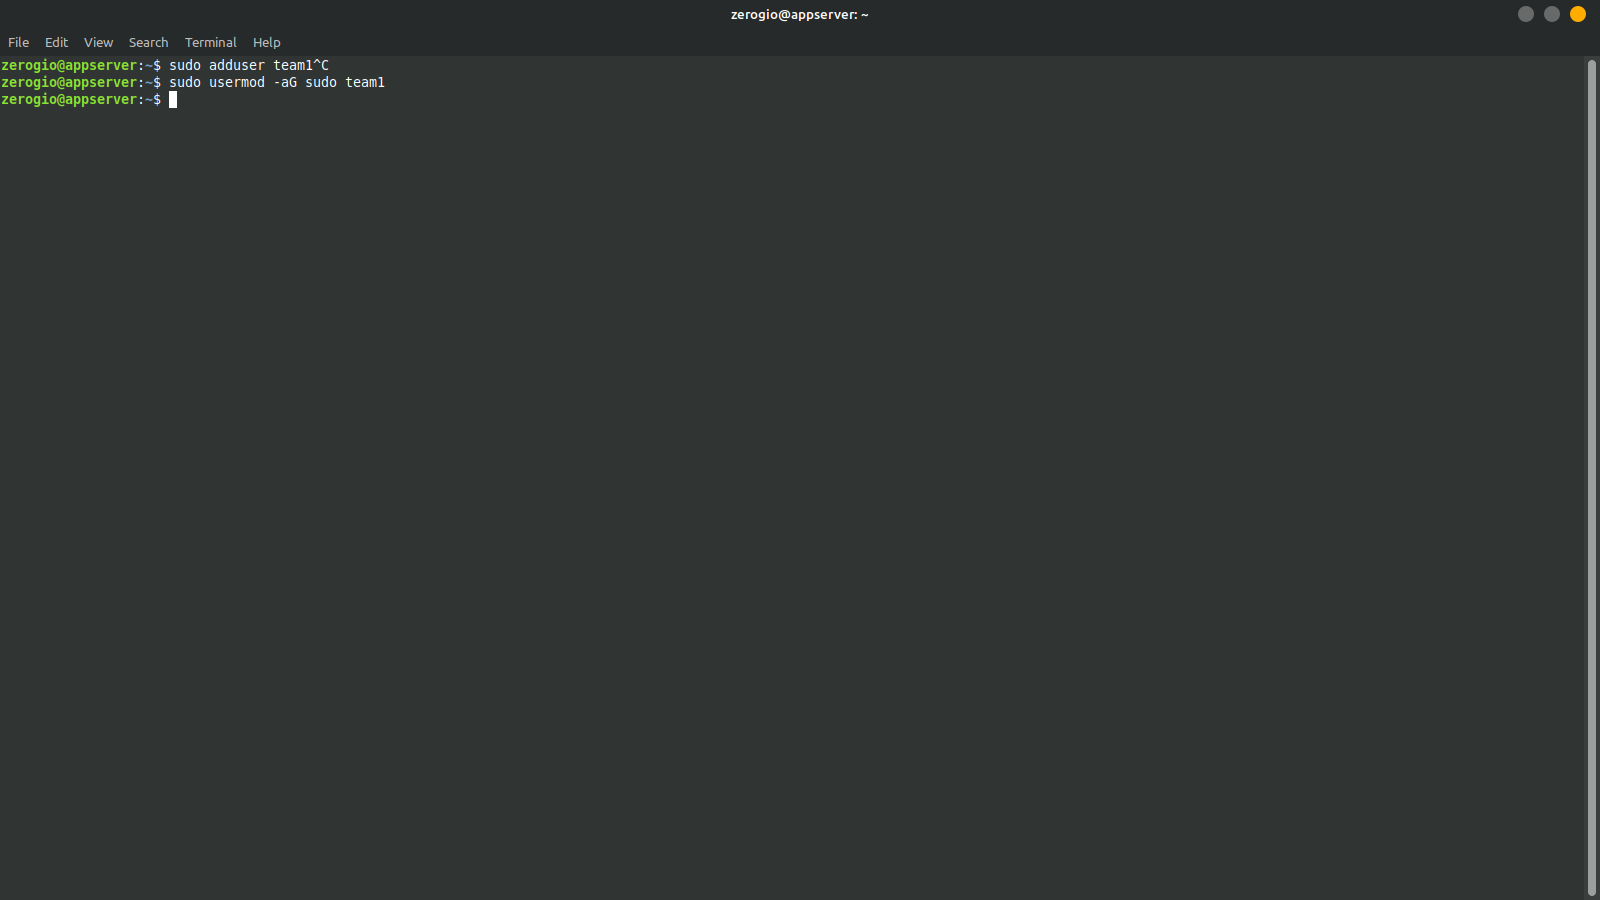 zerogio@appserver: ~
File Edit View Search Terminal Help
zerogio@appserver:~$ sudo adduser team1^C
zerogio@appserver:~$ sudo usermod -aG sudo team1
zerogio@appserver:~$